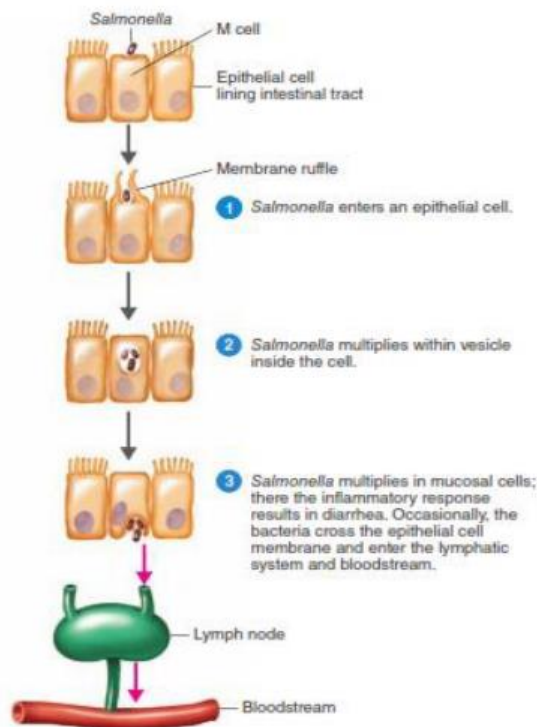 Salmonella
M cell
Epithelial cell
lining intestinal tract
Membrane ruffle
1 Salmonella enters an epithelial cell.
2 Salmonella multiplies within vesicle
inside the cell.
3 Salmonella multiplies in mucosal cells;
there the inflammatory response
results in diarrhea. Occasionally, the
bacteria cross the epithelial cell
membrane and enter the lymphatic
system and bloodstream.
Lymph node
Bloodstream